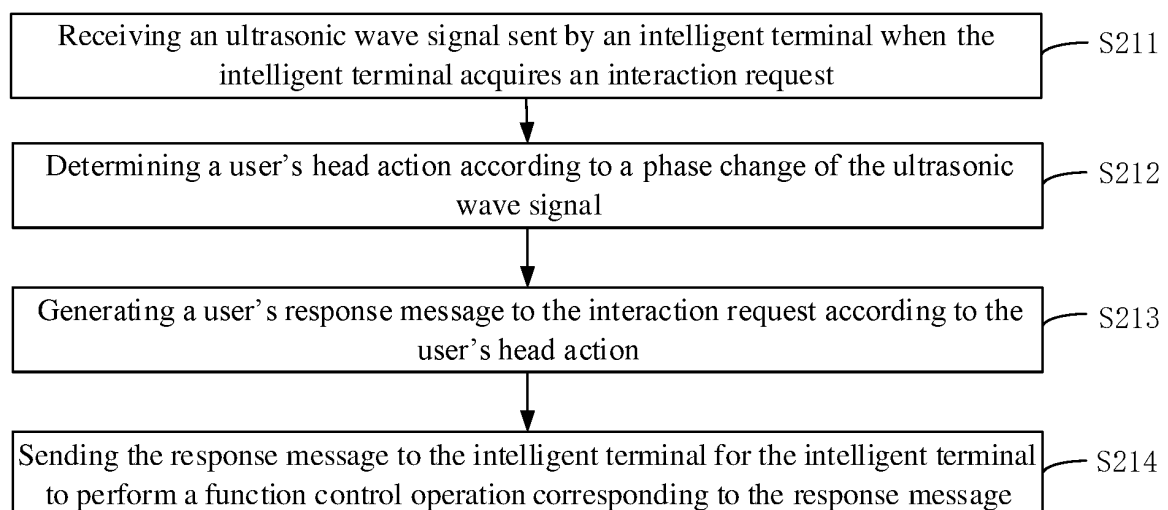 Receiving an ultrasonic wave signal sent by an intelligent terminal when the
intelligent terminal acquires an interaction request
S211
Determining a user's head action according to a phase change of the ultrasonic
wave signal
S212
Generating a user's response message to the interaction request according to the
user's head action
S213
Sending the response message to the intelligent terminal for the intelligent terminal
to perform a function control operation corresponding to the response message
S214